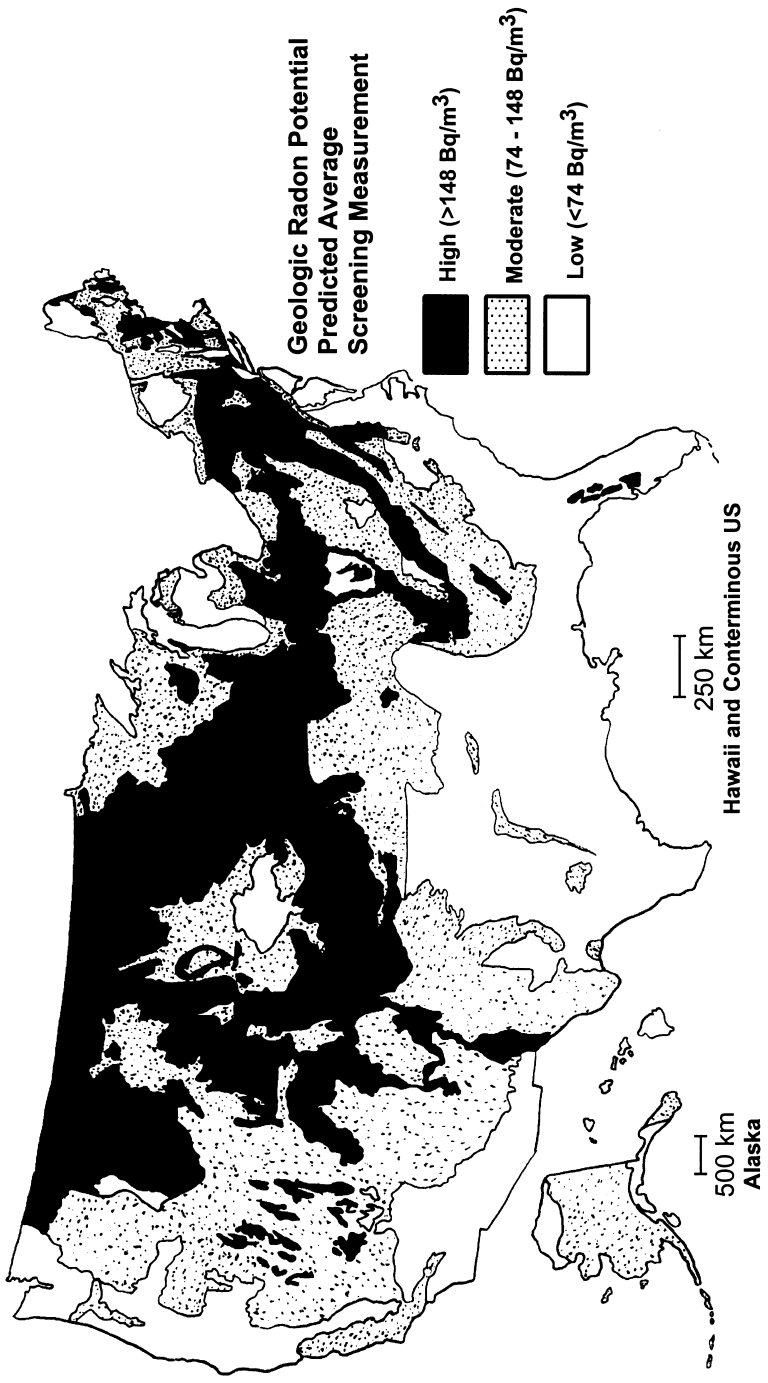 Geologic Radon Potential
Predicted Average
Screening Measurement
High (>148 Bq/m³)
Moderate (74 - 148 Bq/m³)
Low (<74 Bq/m³)
250 km
Hawaii and Conterminous US
500 km
Alaska